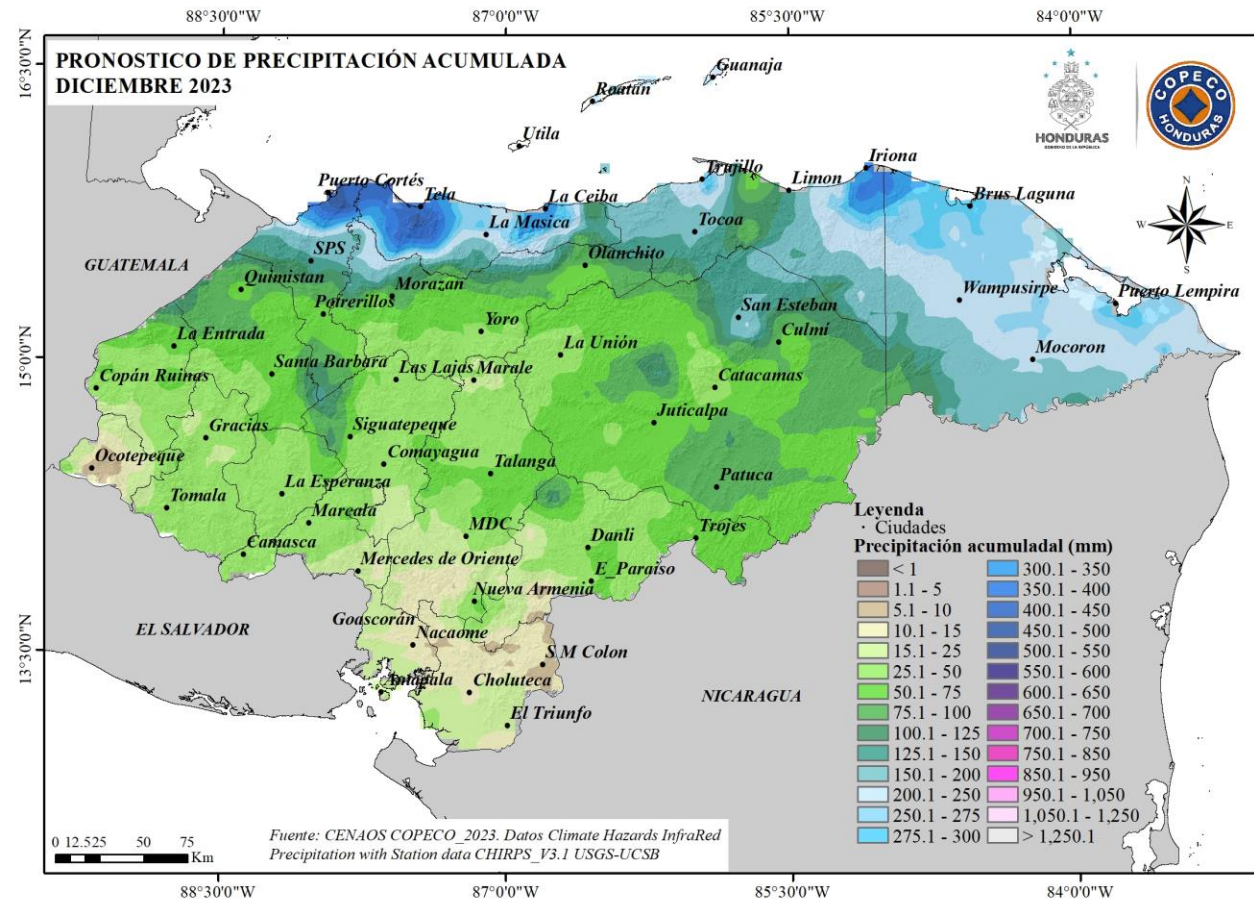 88°30'0"W 87°0'0"W 85°30'0"W 84°0'0"W
PRONOSTICO DE PRECIPITACIÓN ACUMULADA
DICIEMBRE 2023
16°30'0"N
15°0'0"N
13°30'0"N
HONDURAS
GOBIERNO DE LA REPÚBLICA
COPECO
HONDURAS
N
W E
S
Guanaja
Roatán
Utila
Trujillo
Iriona
Limon
Puerto Cortés
Tela
La Ceiba
Brus Laguna
La Masica
Tocoa
SPS
Olanchito
GUATEMALA
Quimistan
Morazan
Potrerillos
San Esteban
Wampusirpe
Puerto Lempira
La Entrada
Yoro
La Unión
Culmí
Santa Barbara
Las Lajas
Marale
Mocoron
Copán Ruinas
Catacamas
Gracias
Siguatepeque
Juticalpa
Ocotepeque
Comayagua
Talanga
La Esperanza
Patuca
Tomala
Marcala
MDC
Danli
Trojes
Camasca
Mercedes de Oriente
E_Paraiso
Nueva Armenia
Goascorán
EL SALVADOR
Nacaome
S M Colon
Amapala
Choluteca
NICARAGUA
El Triunfo
Leyenda
· Ciudades
Precipitación acumuladal (mm)
< 1
1.1 - 5
5.1 - 10
10.1 - 15
15.1 - 25
25.1 - 50
50.1 - 75
75.1 - 100
100.1 - 125
125.1 - 150
150.1 - 200
200.1 - 250
250.1 - 275
275.1 - 300
300.1 - 350
350.1 - 400
400.1 - 450
450.1 - 500
500.1 - 550
550.1 - 600
600.1 - 650
650.1 - 700
700.1 - 750
750.1 - 850
850.1 - 950
950.1 - 1,050
1,050.1 - 1,250
> 1,250.1
0 12.525 50 75
Km
Fuente: CENAOS COPECO_2023. Datos Climate Hazards InfraRed
Precipitation with Station data CHIRPS_V3.1 USGS-UCSB
88°30'0"W 87°0'0"W 85°30'0"W 84°0'0"W